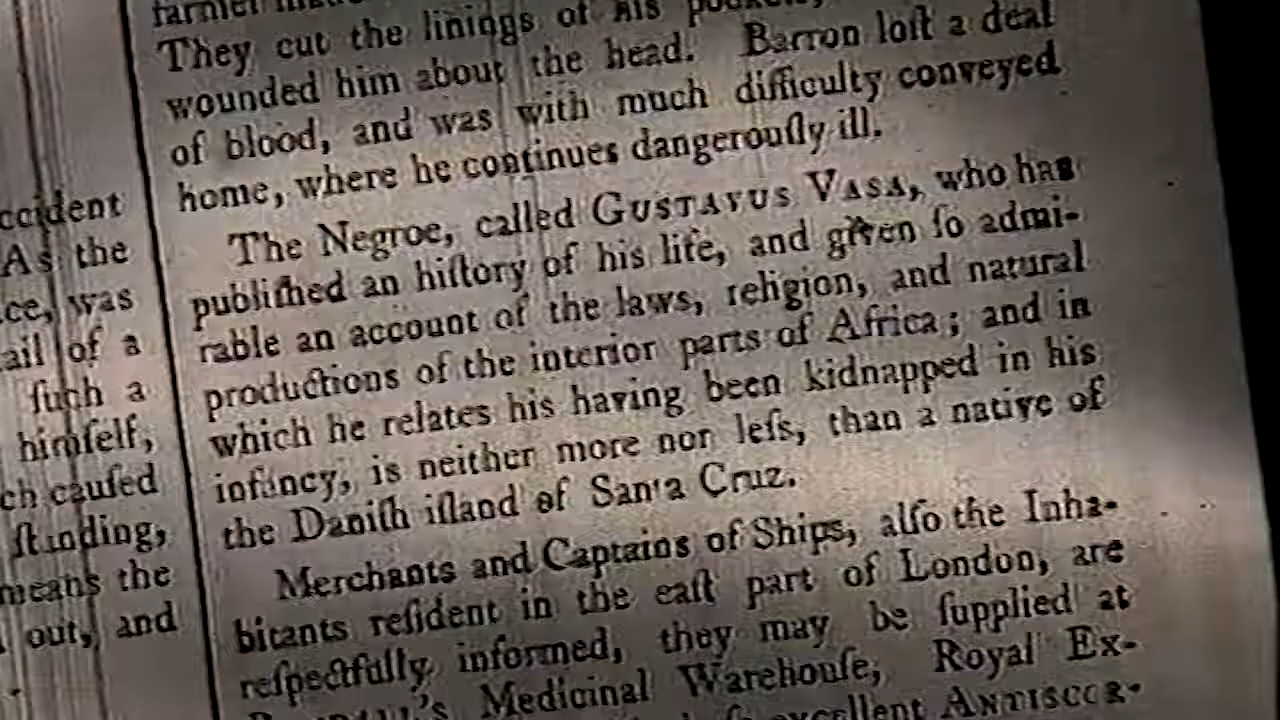 ccident
As the
ce, was
ail of a
ſuch a
himſelf,
ch cauſed
ſtanding,
means the
out, and
farmer
They cut the linings of his pockets,
wounded him about the head. Barron loſt a deal
of blood, and was with much difficulty conveyed
home, where he continues dangerouſly ill.
The Negroe, called GUSTAVUS VASA, who has
publiſhed an hiſtory of his life, and given ſo admi-
rable an account of the laws, religion, and natural
productions of the interior parts of Africa; and in
which he relates his having been kidnapped in his
infancy, is neither more nor leſs, than a native of
the Daniſh iſland of Santa Cruz.
Merchants and Captains of Ships, alſo the Inha-
bitants reſident in the eaſt part of London, are
reſpectfully informed, they may be ſupplied at
Medicinal Warehouſe, Royal Ex-
excellent ANTISCOR-